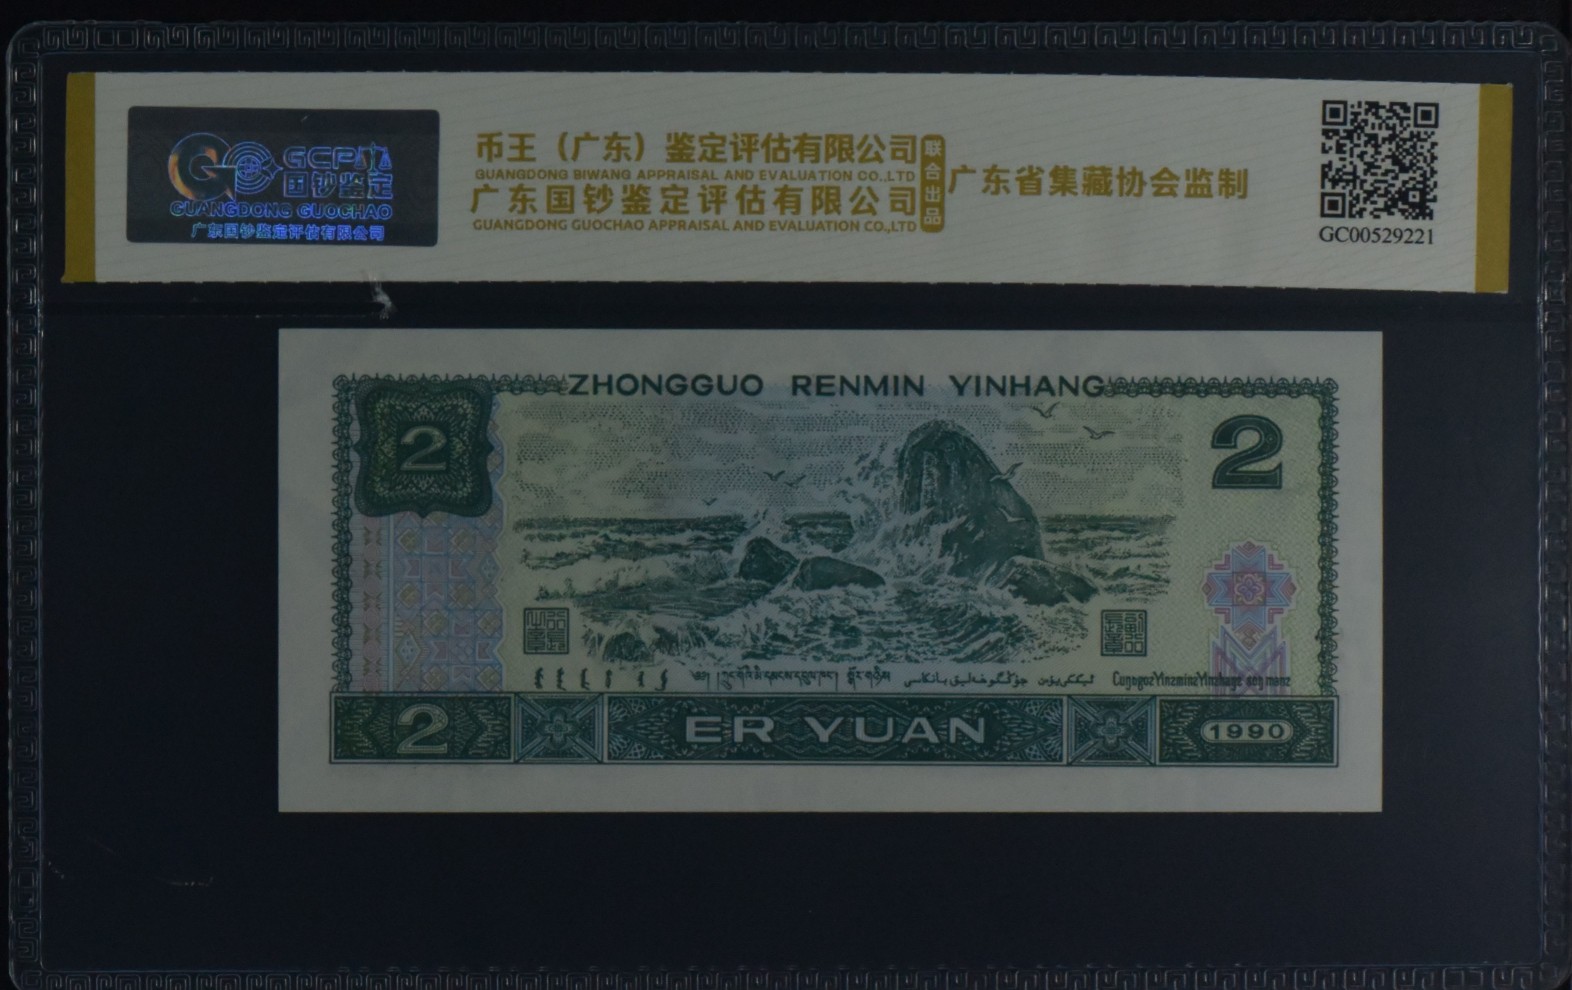 GCP
国钞鉴定
GUANGDONG GUOCHAO
广东国钞鉴定评估有限公司
币王（广东）鉴定评估有限公司
GUANGDONG BIWANG APPRAISAL AND EVALUATION CO.,LTD
广东国钞鉴定评估有限公司
GUANGDONG GUOCHAO APPRAISAL AND EVALUATION CO.,LTD
联合出品
广东省集藏协会监制
GC00529221
ZHONGGUO RENMIN YINHANG
2
2
2 ER YUAN 1990